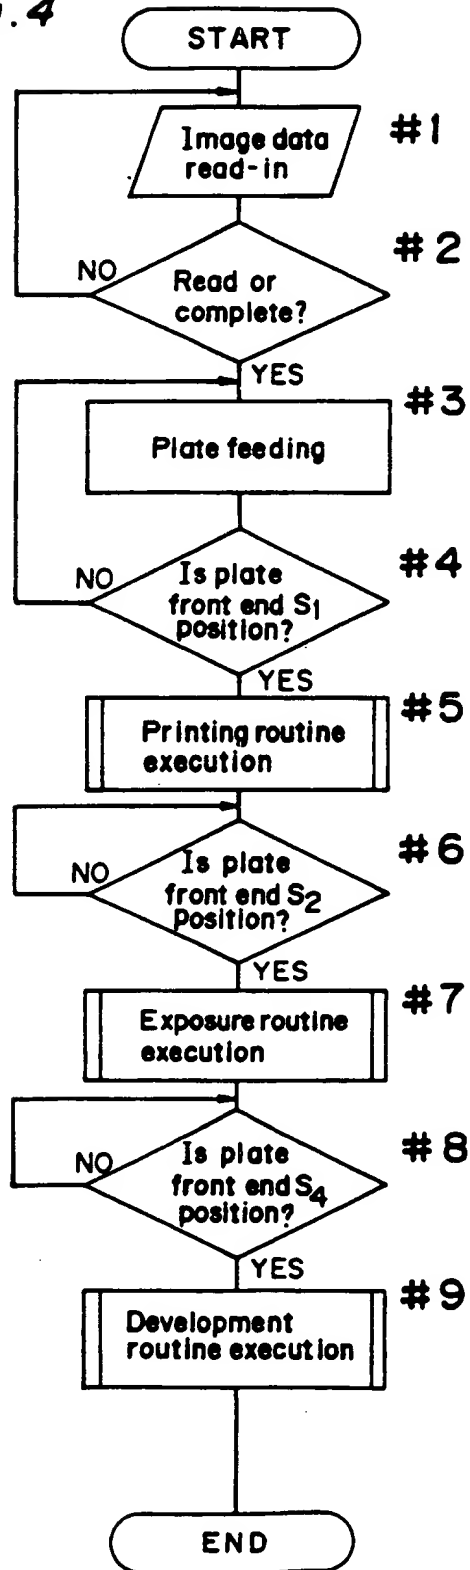 .4
START
Image data
read-in
#1
#2
NO
Read or
complete?
YES
#3
Plate feeding
#4
NO
Is plate
front end S1
position?
YES
#5
Printing routine
execution
#6
NO
Is plate
front end S2
Position?
YES
#7
Exposure routine
execution
#8
NO
Is plate
front end S4
position?
YES
#9
Development
routine execution
END